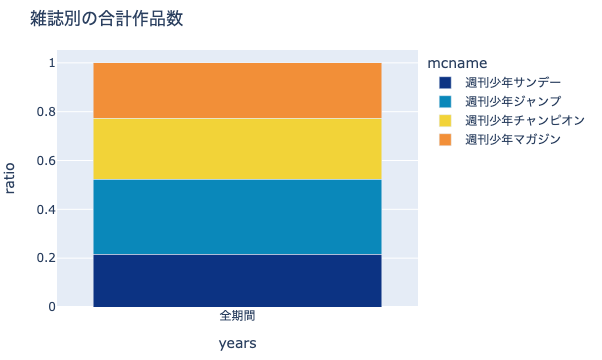 雑誌別の合計作品数
1
0.8
0.6
0.4
0.2
0
ratio
全期間
years
mcname
週刊少年サンデー
週刊少年ジャンプ
週刊少年チャンピオン
週刊少年マガジン